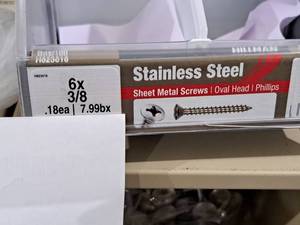 HILLMAN
Stainless Steel
6x
3/8
Sheet Metal Screws | Oval Head | Phillips
.18ea | 7.99bx